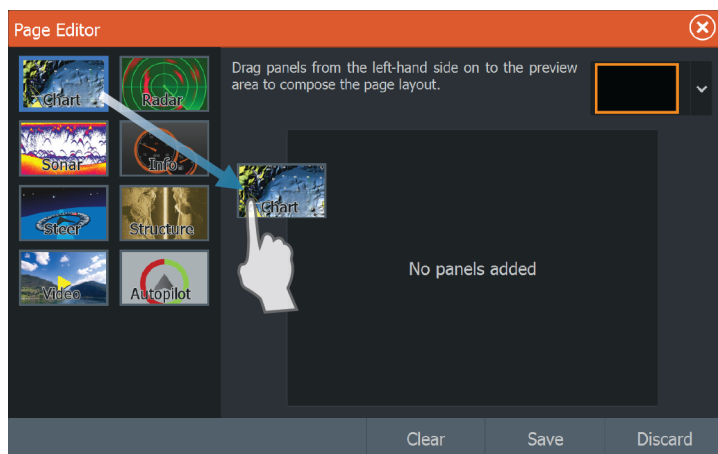 Page Editor
Chart
Radar
Sonar
Info
Steer
Structure
Video
Autopilot
Drag panels from the left-hand side on to the preview
area to compose the page layout.
Chart
No panels added
Clear
Save
Discard